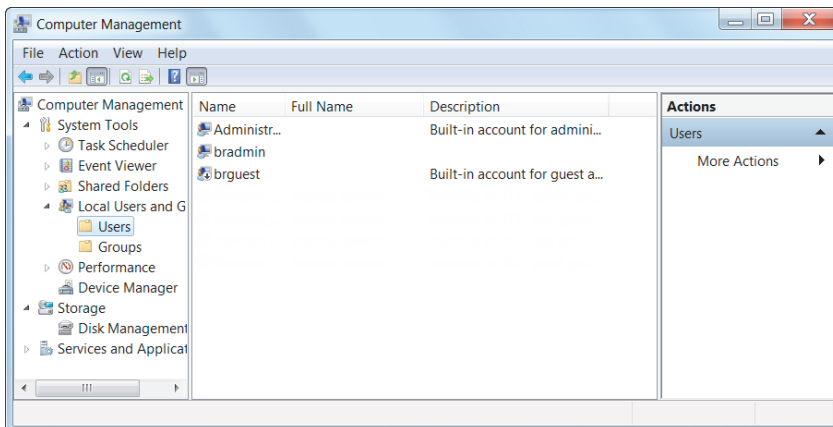 Computer Management
File Action View Help
Computer Management
System Tools
Task Scheduler
Event Viewer
Shared Folders
Local Users and G
Users
Groups
Performance
Device Manager
Storage
Disk Management
Services and Applicat
Name Full Name Description
Administr... Built-in account for admini...
bradmin
brguest Built-in account for guest a...
Actions
Users
More Actions